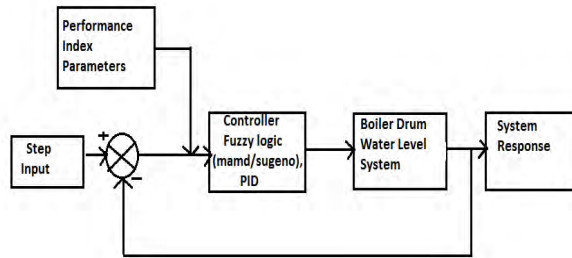 Performance
Index
Parameters
+
Step
Input
−
Controller
Fuzzy logic
(mamd/sugeno),
PID
Boiler Drum
Water Level
System
System
Response